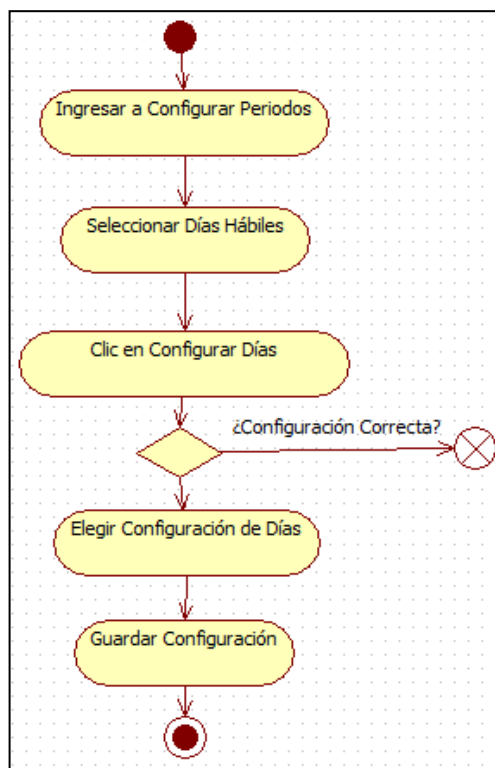 Ingresar a Configurar Periodos
Seleccionar Días Hábiles
Clic en Configurar Días
¿Configuración Correcta?
Elegir Configuración de Días
Guardar Configuración